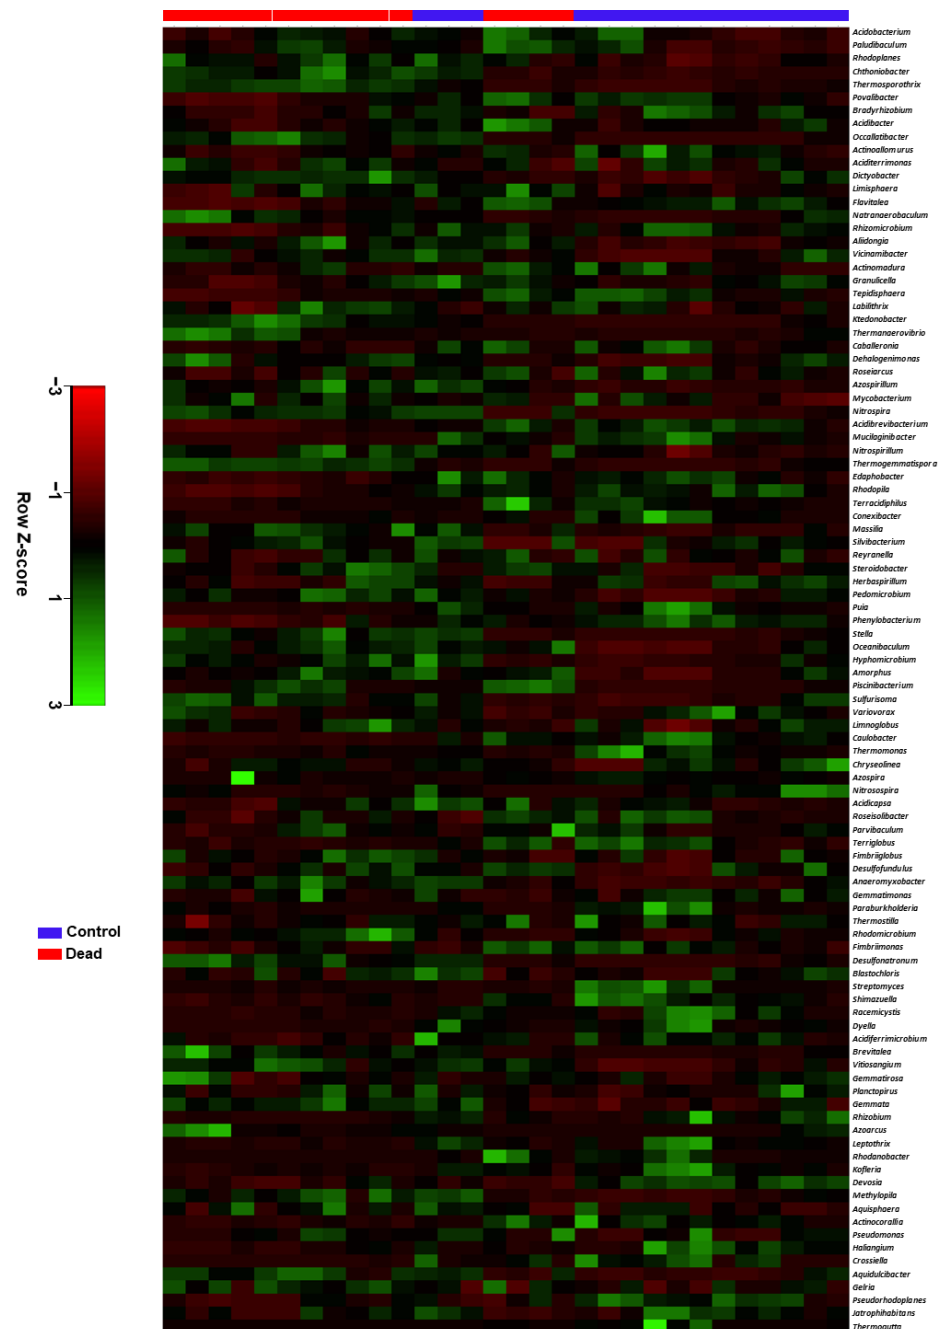 Acidobacterium
Paludibaculum
Rhodoplanes
Chthoniobacter
Thermosporothrix
Povalibacter
Bradyrhizobium
Acidibacter
Occallatibacter
Actinoallomurus
Aciditerrimonas
Dictyobacter
Limisphaera
Flavitalea
Natranaerobaculum
Rhizomicrobium
Alidongia
Vicinamibacter
Actinomadura
Granulicella
Tepidisphaera
Labilithrix
Ktedonobacter
Thermanaerovibrio
Caballeronia
Dehalogenimonas
Roseiarcus
Azospirillum
Mycobacterium
Nitrospira
Acidibrevibacterium
Mucilaginibacter
Nitrospirillum
Thermogemmatispora
Edaphobacter
Rhodopila
Terracidiphilus
Conexibacter
Massilia
Silvibacterium
Reyranella
Steroidobacter
Herbaspirillum
Pedomicrobium
Puia
Phenylobacterium
Stella
Oceanibaculum
Hyphomicrobium
Amorphus
Piscinibacterium
Sulfurisoma
Variovorax
Limnoglobus
Caulobacter
Thermomonas
Chryseolinea
Azospira
Nitrosospira
Acidicapsa
Roseisolibacter
Parvibaculum
Terriglobus
Fimbriiglobus
Desulfofundulus
Anaeromyxobacter
Gemmatimonas
Paraburkholderia
Thermostilla
Rhodomicrobium
Fimbriimonas
Desulfonatronum
Blastochloris
Streptomyces
Shimazuella
Racemicystis
Dyella
Acidiferrimicrobium
Brevitalea
Vitiosangium
Gemmatirosa
Planctopirus
Gemmata
Rhizobium
Azoarcus
Leptothrix
Rhodanobacter
Kofleria
Devosia
Methylopila
Aquisphaera
Actinocorallia
Pseudomonas
Haliangium
Crossiella
Aquidulcibacter
Gelria
Pseudorhodoplanes
Jatrophihabitans
Thermogutta
-3
-1
1
3
Row Z-score
Control
Dead